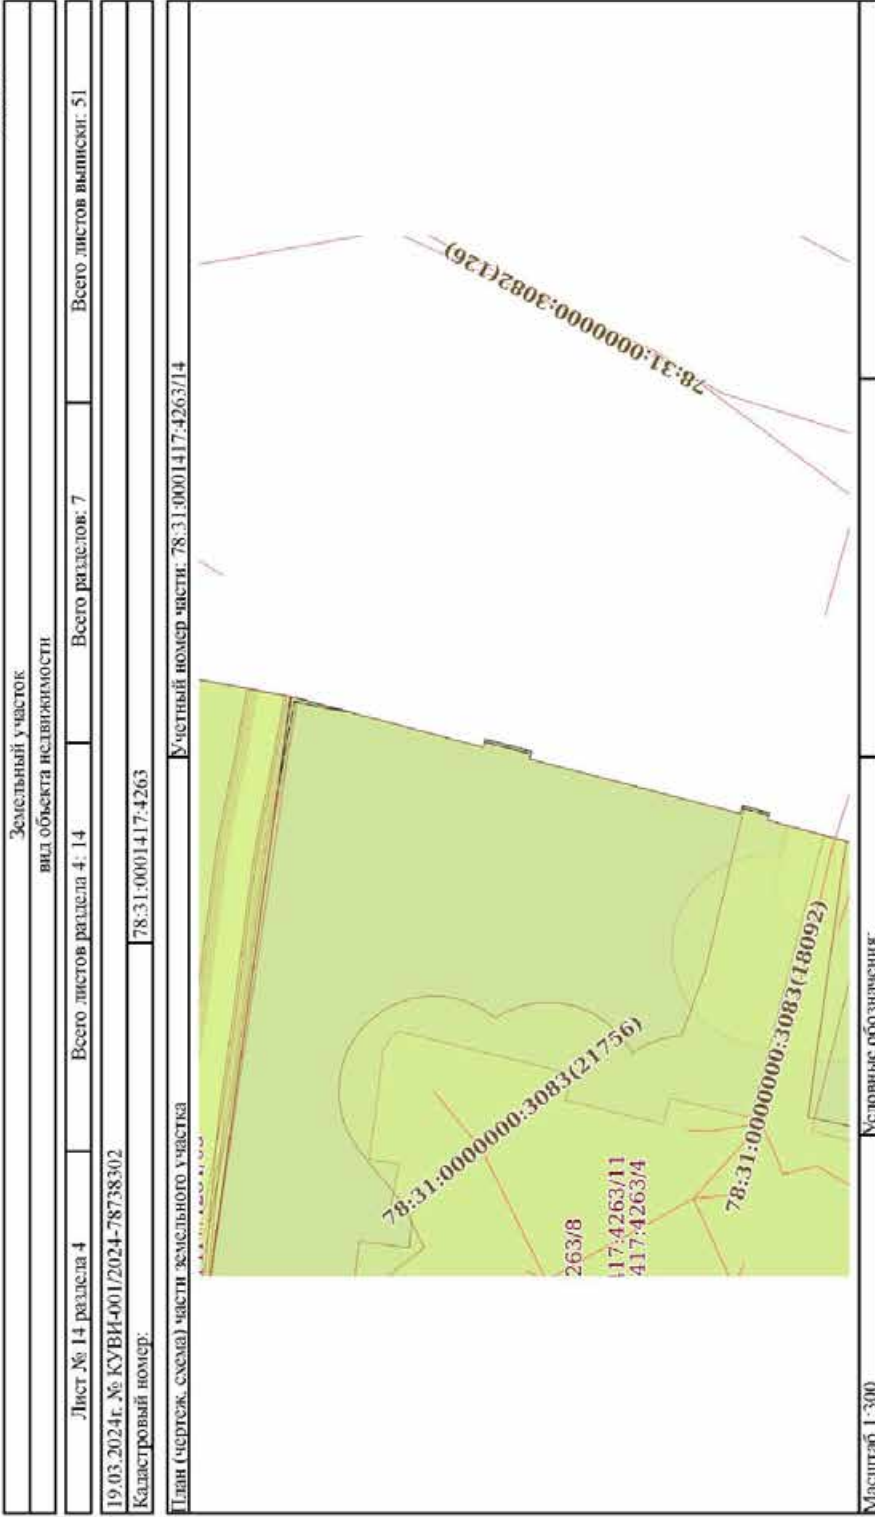 Земельный участок
вид объекта недвижимости
Лист № 14 раздела 4
Всего листов раздела 4: 14
Всего разделов: 7
Всего листов выписки: 51
19.03.2024г. № КУВИ-001/2024-78738302
Кадастровый номер:
78:31:0001417:4263
План (чертеж, схема) части земельного участка
Учетный номер части: 78:31:0001417:4263/14
78:31:0000000:3082(126)
78:31:0000000:3083(21756)
78:31:0000000:3083(18092)
263/8
417:4263/11
417:4263/4
Масштаб 1:300
Условные обозначения: